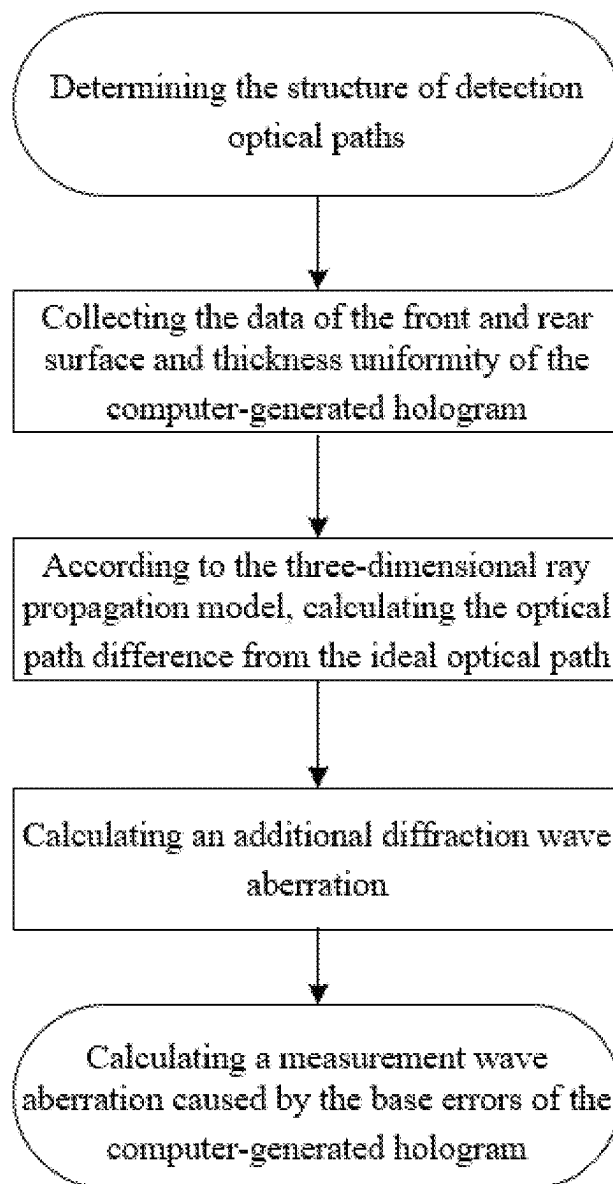 Determining the structure of detection
optical paths
Collecting the data of the front and rear
surface and thickness uniformity of the
computer-generated hologram
According to the three-dimensional ray
propagation model, calculating the optical
path difference from the ideal optical path
Calculating an additional diffraction wave
aberration
Calculating a measurement wave
aberration caused by the base errors of the
computer-generated hologram